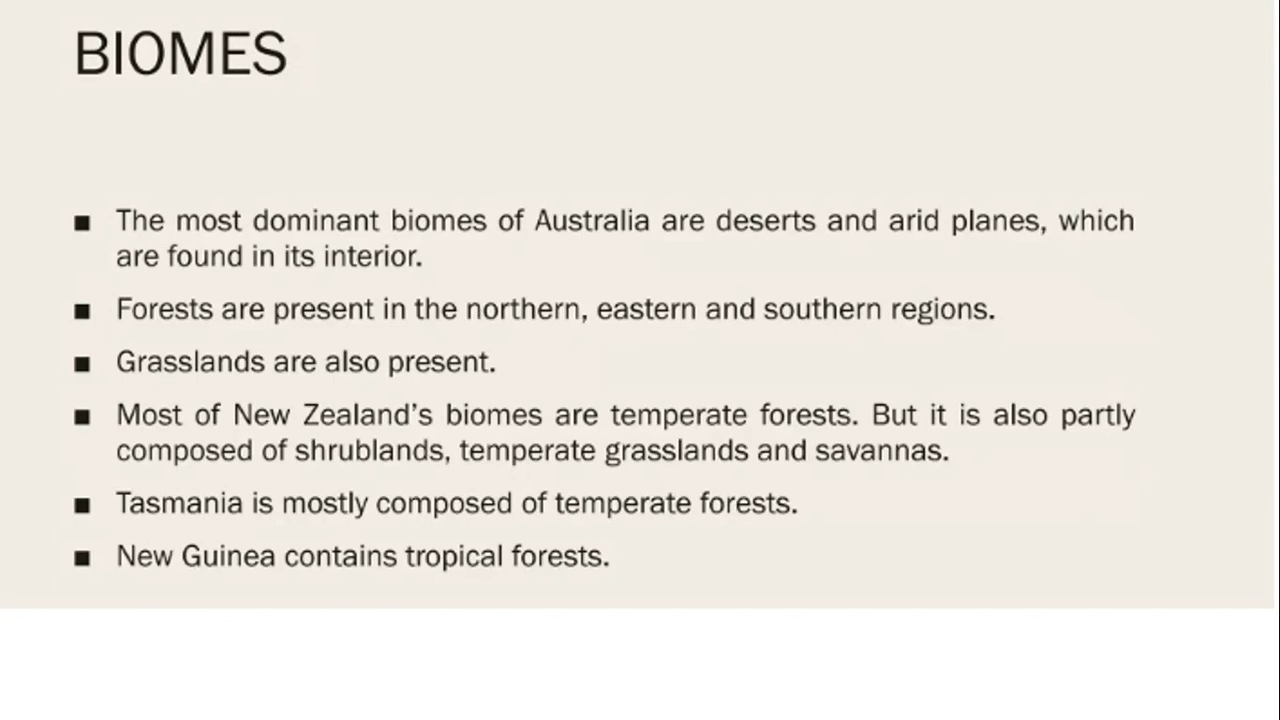 BIOMES
■ The most dominant biomes of Australia are deserts and arid planes, which
are found in its interior.
■ Forests are present in the northern, eastern and southern regions.
■ Grasslands are also present.
■ Most of New Zealand’s biomes are temperate forests. But it is also partly
composed of shrublands, temperate grasslands and savannas.
■ Tasmania is mostly composed of temperate forests.
■ New Guinea contains tropical forests.